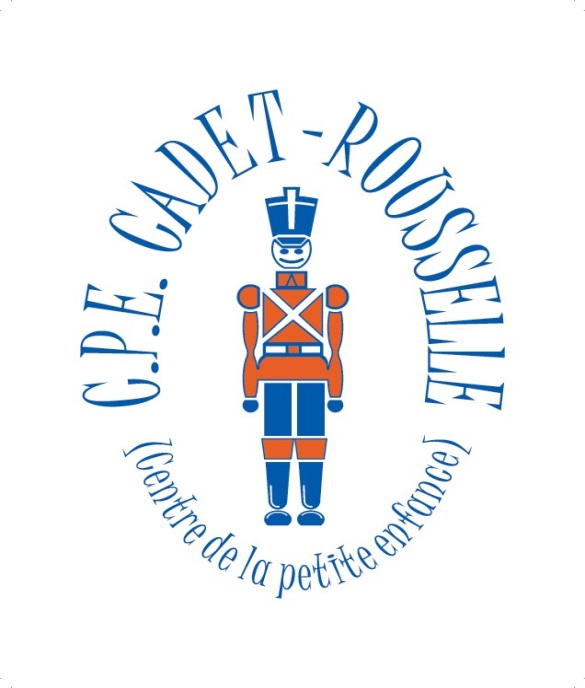 C.P.E. CADET-ROUSSELLE
(Centre de la petite enfance)